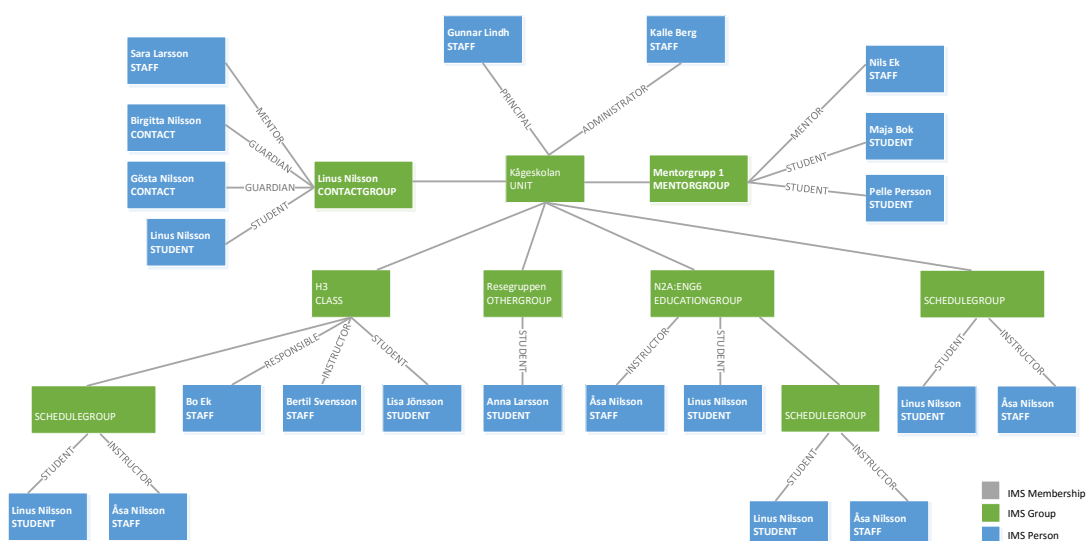 Gunnar Lindh
STAFF
Kalle Berg
STAFF
Sara Larsson
STAFF
Nils Ek
STAFF
PRINCIPAL
ADMINISTRATOR
MENTOR
MENTOR
Birgitta Nilsson
CONTACT
GUARDIAN
Maja Bok
STUDENT
STUDENT
Gösta Nilsson
CONTACT
GUARDIAN
Linus Nilsson
CONTACTGROUP
Kågeskolan
UNIT
Mentorgrupp 1
MENTORGROUP
STUDENT
Pelle Persson
STUDENT
STUDENT
Linus Nilsson
STUDENT
H3
CLASS
Resegruppen
OTHERGROUP
N2A:ENG6
EDUCATIONGROUP
SCHEDULEGROUP
RESPONSIBLE
INSTRUCTOR
STUDENT
STUDENT
INSTRUCTOR
STUDENT
STUDENT
INSTRUCTOR
SCHEDULEGROUP
Bo Ek
STAFF
Bertil Svensson
STAFF
Lisa Jönsson
STUDENT
Anna Larsson
STUDENT
Åsa Nilsson
STAFF
Linus Nilsson
STUDENT
SCHEDULEGROUP
Linus Nilsson
STUDENT
Åsa Nilsson
STAFF
STUDENT
INSTRUCTOR
STUDENT
INSTRUCTOR
Linus Nilsson
STUDENT
Åsa Nilsson
STAFF
Linus Nilsson
STUDENT
Åsa Nilsson
STAFF
IMS Membership
IMS Group
IMS Person